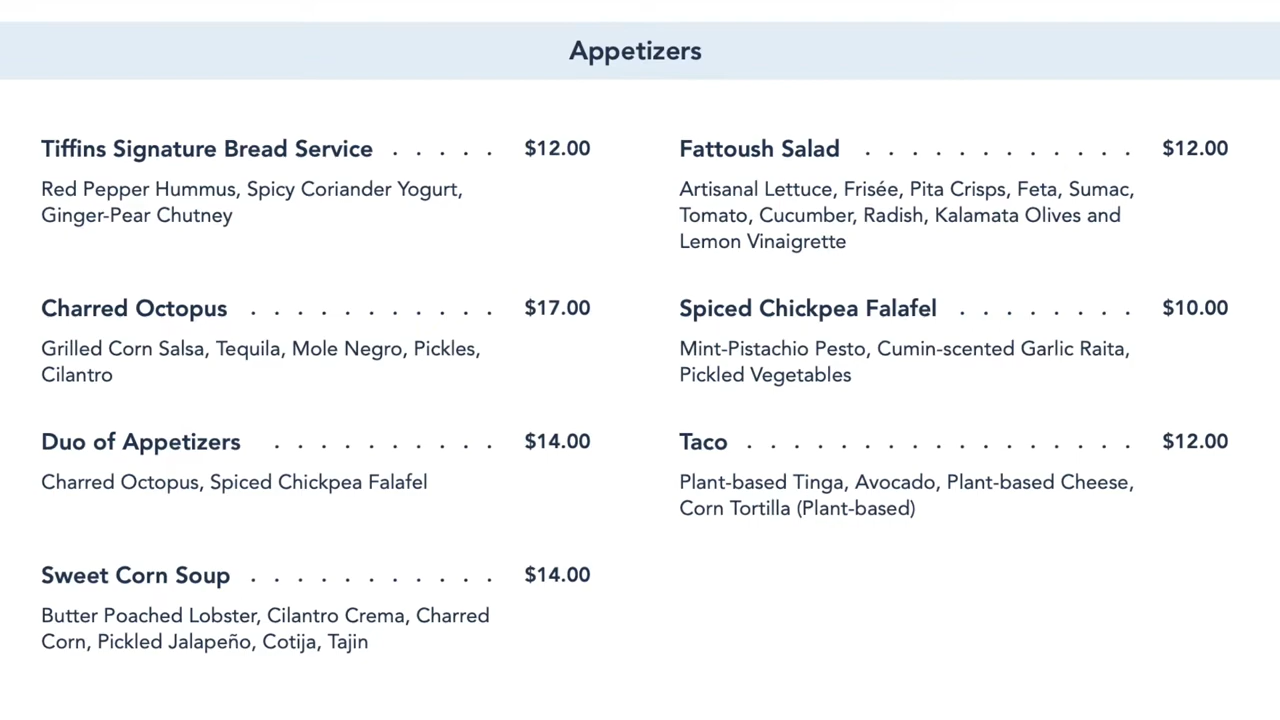 Appetizers
Tiffins Signature Bread Service . . . . . $12.00
Red Pepper Hummus, Spicy Coriander Yogurt,
Ginger-Pear Chutney
Charred Octopus . . . . . . . . . . . $17.00
Grilled Corn Salsa, Tequila, Mole Negro, Pickles,
Cilantro
Duo of Appetizers . . . . . . . . . . $14.00
Charred Octopus, Spiced Chickpea Falafel
Sweet Corn Soup . . . . . . . . . . . $14.00
Butter Poached Lobster, Cilantro Crema, Charred
Corn, Pickled Jalapeño, Cotija, Tajin
Fattoush Salad . . . . . . . . . . . . $12.00
Artisanal Lettuce, Frisée, Pita Crisps, Feta, Sumac,
Tomato, Cucumber, Radish, Kalamata Olives and
Lemon Vinaigrette
Spiced Chickpea Falafel . . . . . . . . $10.00
Mint-Pistachio Pesto, Cumin-scented Garlic Raita,
Pickled Vegetables
Taco . . . . . . . . . . . . . . . . . $12.00
Plant-based Tinga, Avocado, Plant-based Cheese,
Corn Tortilla (Plant-based)